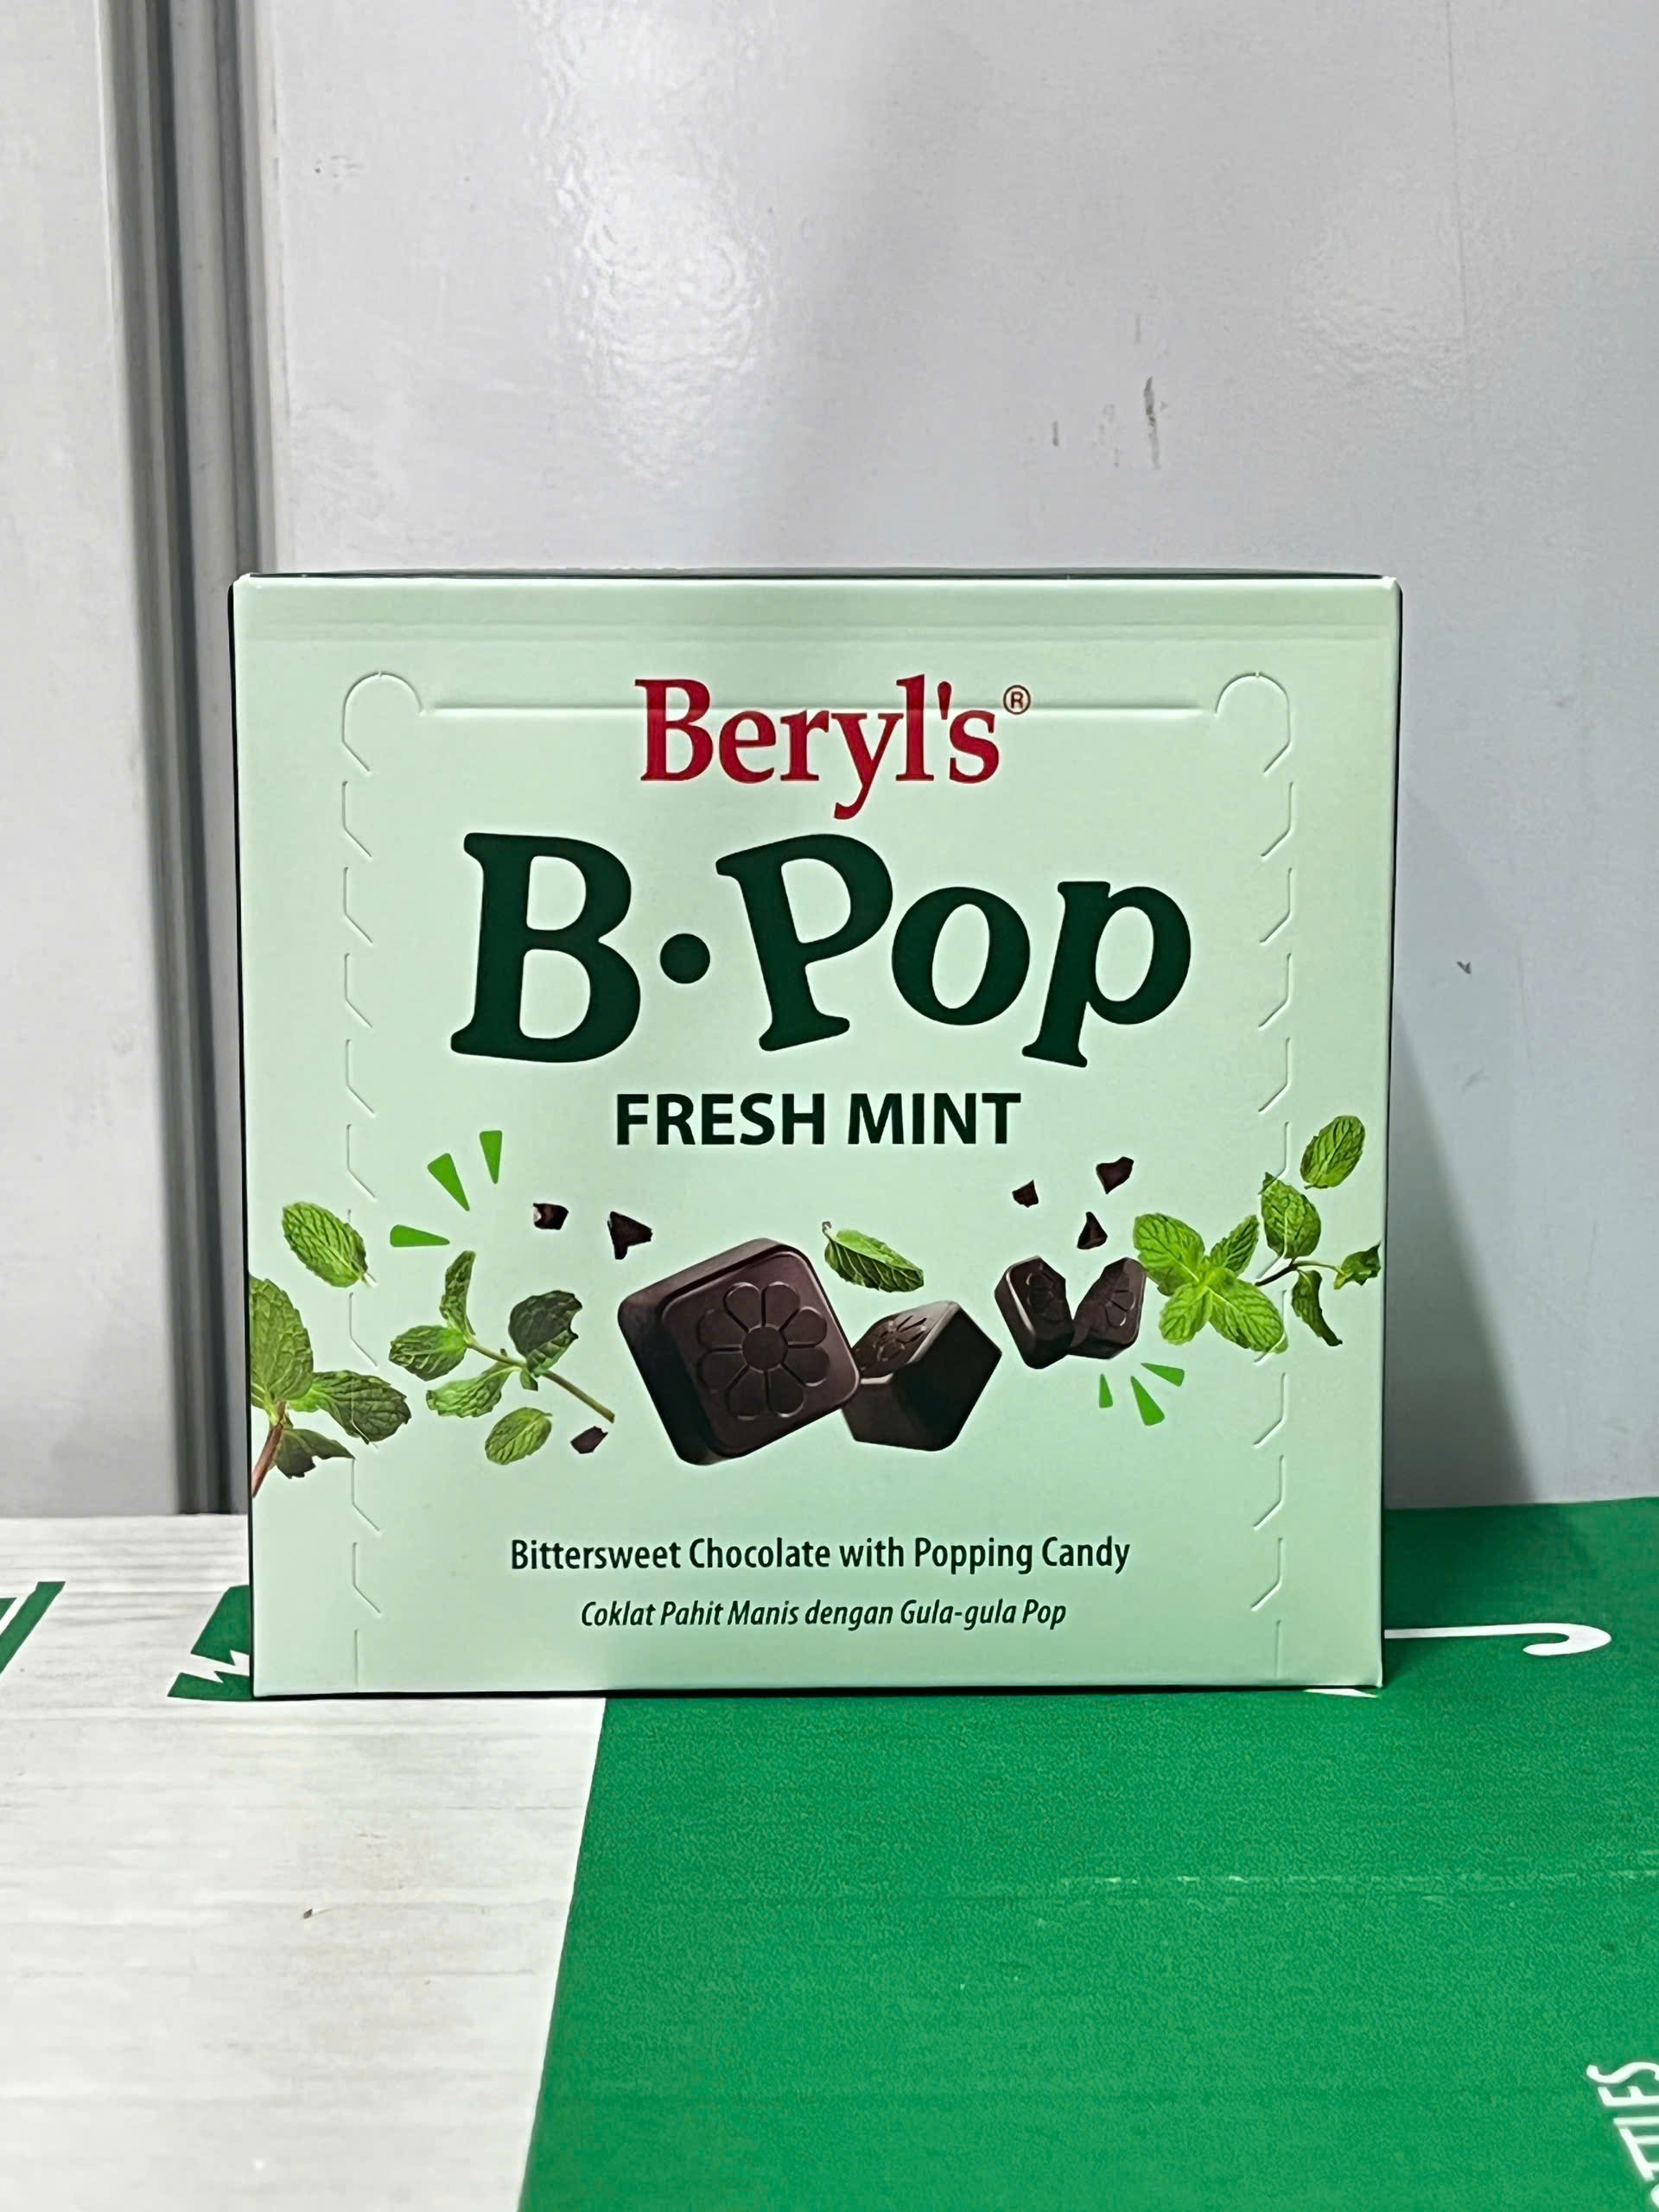 Beryl's®
B·Pop
FRESH MINT
Bittersweet Chocolate with Popping Candy
Coklat Pahit Manis dengan Gula-gula Pop